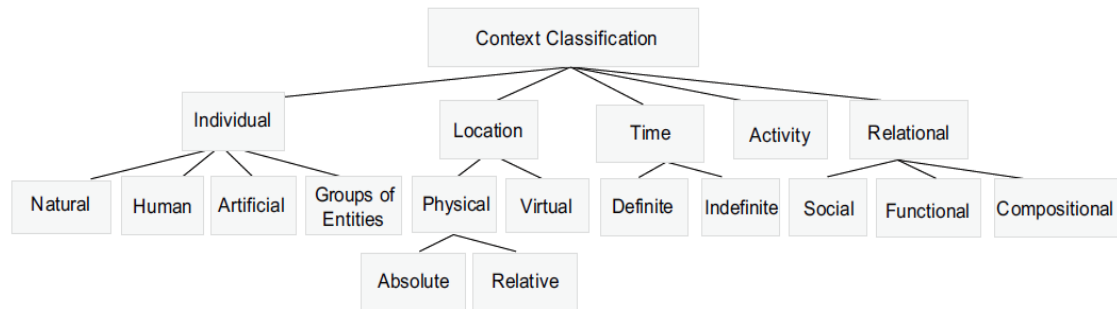 Context Classification
Individual
Location
Time
Activity
Relational
Natural
Human
Artificial
Groups of
Entities
Physical
Virtual
Definite
Indefinite
Social
Functional
Compositional
Absolute
Relative